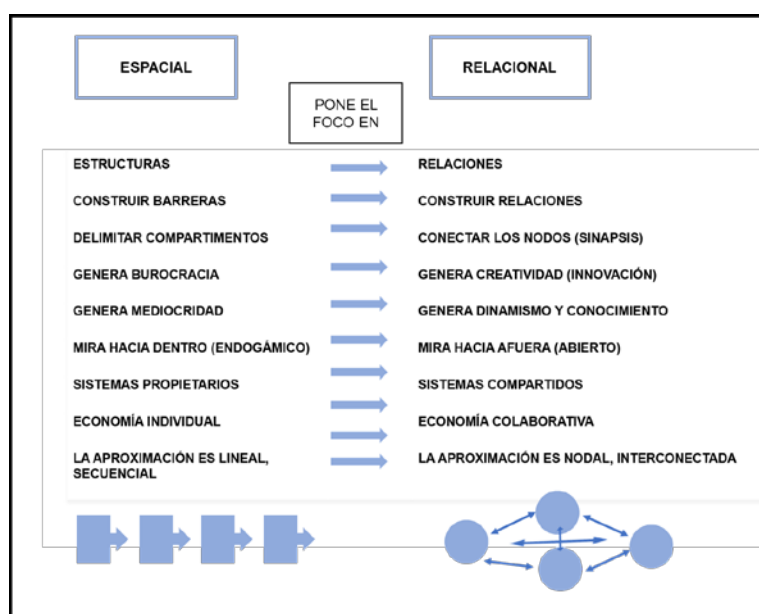 ESPACIAL
RELACIONAL
PONE EL
FOCO EN
ESTRUCTURAS
RELACIONES
CONSTRUIR BARRERAS
CONSTRUIR RELACIONES
DELIMITAR COMPARTIMENTOS
CONECTAR LOS NODOS (SINAPSIS)
GENERA BUROCRACIA
GENERA CREATIVIDAD (INNOVACIÓN)
GENERA MEDIOCRIDAD
GENERA DINAMISMO Y CONOCIMIENTO
MIRA HACIA DENTRO (ENDOGÁMICO)
MIRA HACIA AFUERA (ABIERTO)
SISTEMAS PROPIETARIOS
SISTEMAS COMPARTIDOS
ECONOMÍA INDIVIDUAL
ECONOMÍA COLABORATIVA
LA APROXIMACIÓN ES LINEAL,
SECUENCIAL
LA APROXIMACIÓN ES NODAL, INTERCONECTADA